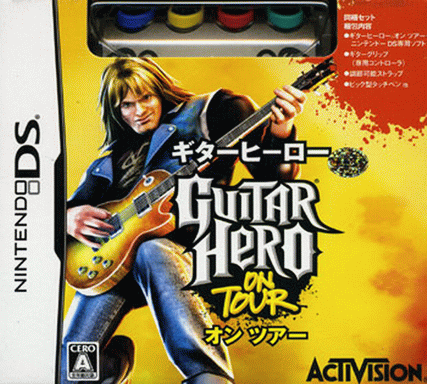 同梱セット
梱包内容
●ギターヒーロー オン ツアー
ニンテンドーDS専用ソフト
●ギターグリップ
(専用コントローラ)
●調節可能ストラップ
●ピック型タッチペン 他
NINTENDO DS
ギターヒーロー
GUITAR
HERO
ON
TOUR
オン ツアー
CERO
A
ACTIVISION